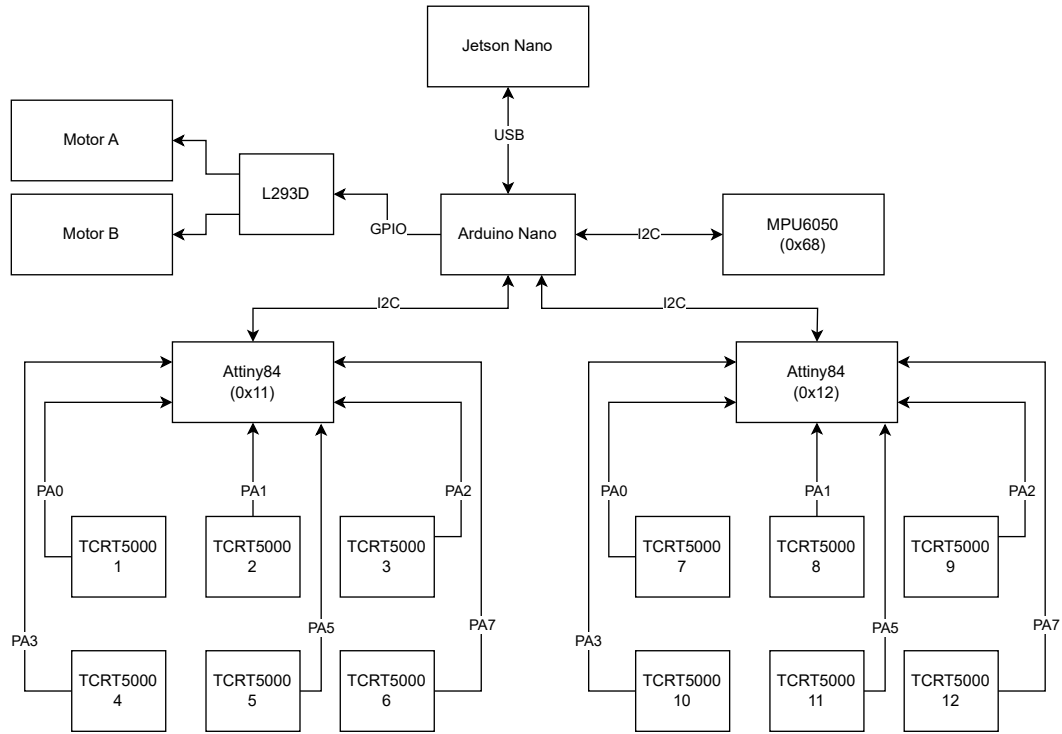 Jetson Nano
USB
Motor A
Motor B
L293D
GPIO
Arduino Nano
I2C
MPU6050
(0x68)
I2C
I2C
Attiny84
(0x11)
Attiny84
(0x12)
PA0
PA1
PA2
PA0
PA1
PA2
TCRT5000
1
TCRT5000
2
TCRT5000
3
TCRT5000
7
TCRT5000
8
TCRT5000
9
PA3
PA5
PA7
PA3
PA5
PA7
TCRT5000
4
TCRT5000
5
TCRT5000
6
TCRT5000
10
TCRT5000
11
TCRT5000
12